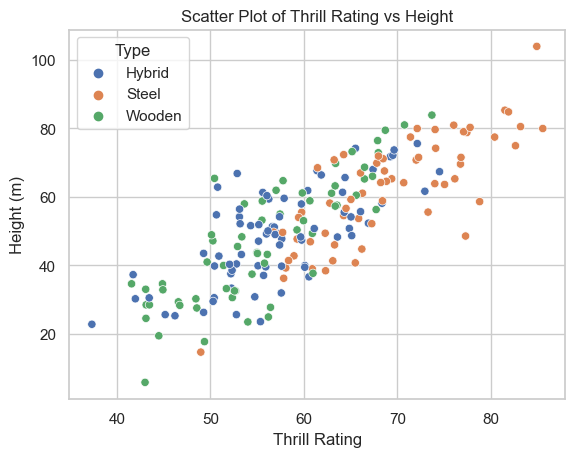 Scatter Plot of Thrill Rating vs Height
Type
Hybrid
Steel
Wooden
Height (m)
100
80
60
40
20
40 50 60 70 80
Thrill Rating